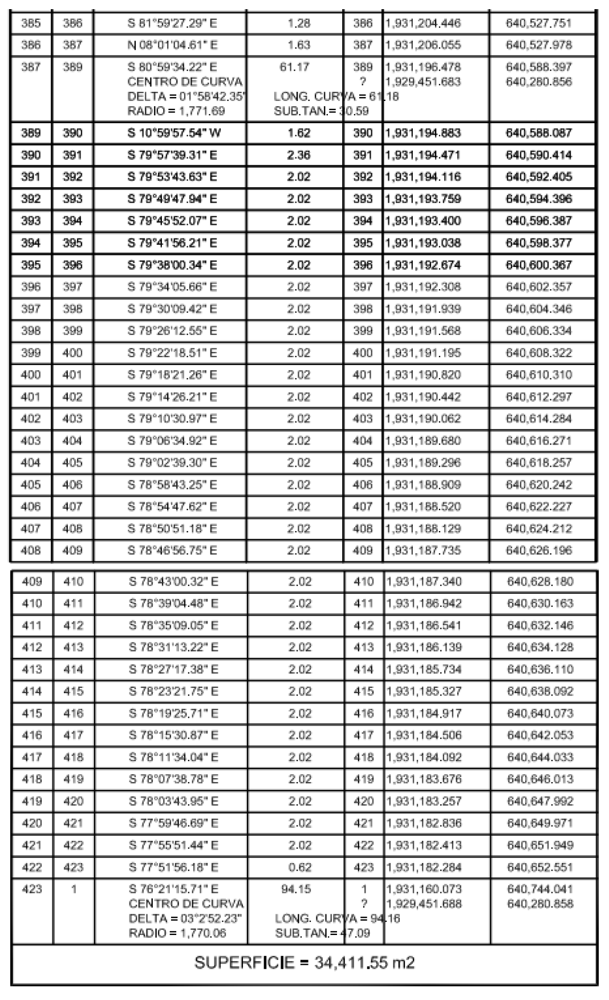 385 386 S 81°59'27.29" E 1.28 386 1,931,204.446 640,527.751
386 387 N 08°01'04.61" E 1.63 387 1,931,206.055 640,527.978
387 389 S 80°59'34.22" E 61.17 389 1,931,196.478 640,588.397
CENTRO DE CURVA ? 1,929,451.683 640,280.856
DELTA = 01°58'42.35" LONG. CURVA = 61.18
RADIO = 1,771.69 SUB.TAN.= 30.59
389 390 S 10°59'57.54" W 1.62 390 1,931,194.883 640,588.087
390 391 S 79°57'39.31" E 2.36 391 1,931,194.471 640,590.414
391 392 S 79°53'43.63" E 2.02 392 1,931,194.116 640,592.405
392 393 S 79°49'47.94" E 2.02 393 1,931,193.759 640,594.396
393 394 S 79°45'52.07" E 2.02 394 1,931,193.400 640,596.387
394 395 S 79°41'56.21" E 2.02 395 1,931,193.038 640,598.377
395 396 S 79°38'00.34" E 2.02 396 1,931,192.674 640,600.367
396 397 S 79°34'05.66" E 2.02 397 1,931,192.308 640,602.357
397 398 S 79°30'09.42" E 2.02 398 1,931,191.939 640,604.346
398 399 S 79°26'12.55" E 2.02 399 1,931,191.568 640,606.334
399 400 S 79°22'18.51" E 2.02 400 1,931,191.195 640,608.322
400 401 S 79°18'21.26" E 2.02 401 1,931,190.820 640,610.310
401 402 S 79°14'26.21" E 2.02 402 1,931,190.442 640,612.297
402 403 S 79°10'30.97" E 2.02 403 1,931,190.062 640,614.284
403 404 S 79°06'34.92" E 2.02 404 1,931,189.680 640,616.271
404 405 S 79°02'39.30" E 2.02 405 1,931,189.296 640,618.257
405 406 S 78°58'43.25" E 2.02 406 1,931,188.909 640,620.242
406 407 S 78°54'47.62" E 2.02 407 1,931,188.520 640,622.227
407 408 S 78°50'51.18" E 2.02 408 1,931,188.129 640,624.212
408 409 S 78°46'56.75" E 2.02 409 1,931,187.735 640,626.196
409 410 S 78°43'00.32" E 2.02 410 1,931,187.340 640,628.180
410 411 S 78°39'04.48" E 2.02 411 1,931,186.942 640,630.163
411 412 S 78°35'09.05" E 2.02 412 1,931,186.541 640,632.146
412 413 S 78°31'13.22" E 2.02 413 1,931,186.139 640,634.128
413 414 S 78°27'17.38" E 2.02 414 1,931,185.734 640,636.110
414 415 S 78°23'21.75" E 2.02 415 1,931,185.327 640,638.092
415 416 S 78°19'25.71" E 2.02 416 1,931,184.917 640,640.073
416 417 S 78°15'30.87" E 2.02 417 1,931,184.506 640,642.053
417 418 S 78°11'34.04" E 2.02 418 1,931,184.092 640,644.033
418 419 S 78°07'38.78" E 2.02 419 1,931,183.676 640,646.013
419 420 S 78°03'43.95" E 2.02 420 1,931,183.257 640,647.992
420 421 S 77°59'46.69" E 2.02 421 1,931,182.836 640,649.971
421 422 S 77°55'51.44" E 2.02 422 1,931,182.413 640,651.949
422 423 S 77°51'56.18" E 0.62 423 1,931,182.284 640,652.551
423 1 S 76°21'15.71" E 94.15 1 1,931,160.073 640,744.041
CENTRO DE CURVA ? 1,929,451.688 640,280.858
DELTA = 03°2'52.23" LONG. CURVA = 94.16
RADIO = 1,770.06 SUB.TAN.= 47.09
SUPERFICIE = 34,411.55 m2